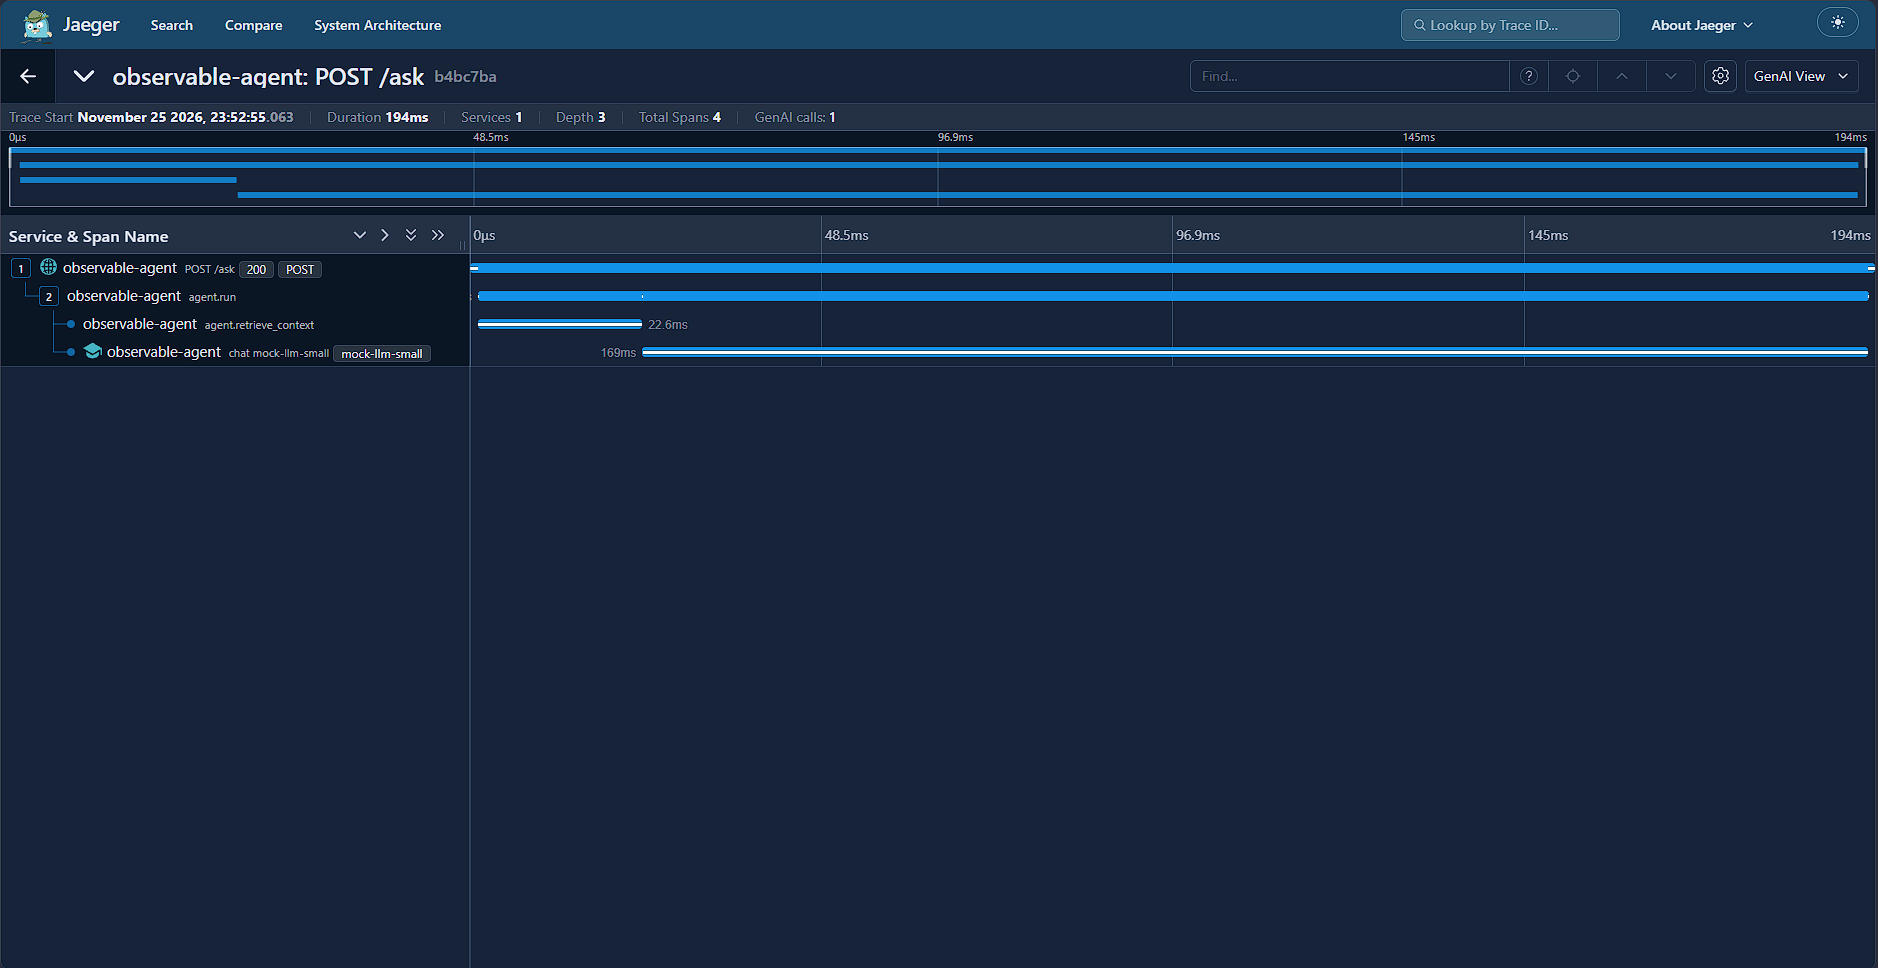 Jaeger Search Compare System Architecture Lookup by Trace ID... About Jaeger
observable-agent: POST /ask b4bc7ba Find... ? GenAI View
Trace Start November 25 2026, 23:52:55.063 Duration 194ms Services 1 Depth 3 Total Spans 4 GenAI calls: 1
0μs 48.5ms 96.9ms 145ms 194ms
Service & Span Name 0μs 48.5ms 96.9ms 145ms 194ms
1 observable-agent POST /ask 200 POST
2 observable-agent agent.run
observable-agent agent.retrieve_context 22.6ms
observable-agent chat mock-llm-small mock-llm-small 169ms